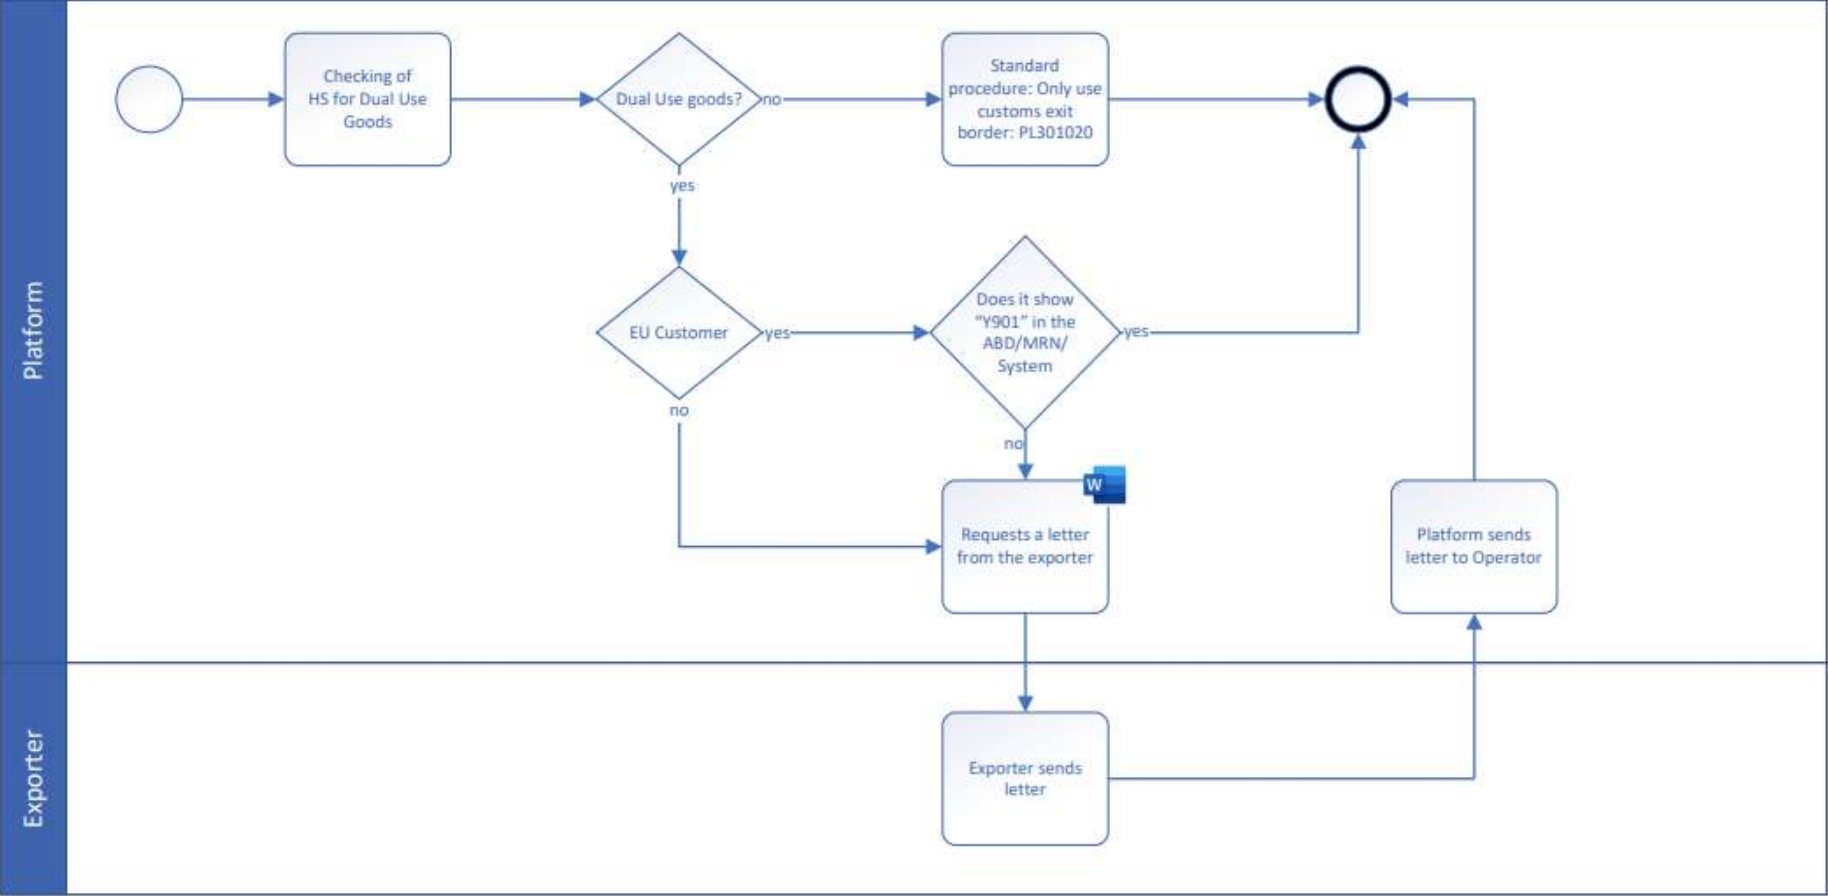 Platform
Checking of
HS for Dual Use
Goods
Dual Use goods?
no
Standard
procedure: Only use
customs exit
border: PL301020
yes
EU Customer
yes
Does it show
“Y901” in the
ABD/MRN/
System
yes
no
no
W
Requests a letter
from the exporter
Platform sends
letter to Operator
Exporter
Exporter sends
letter